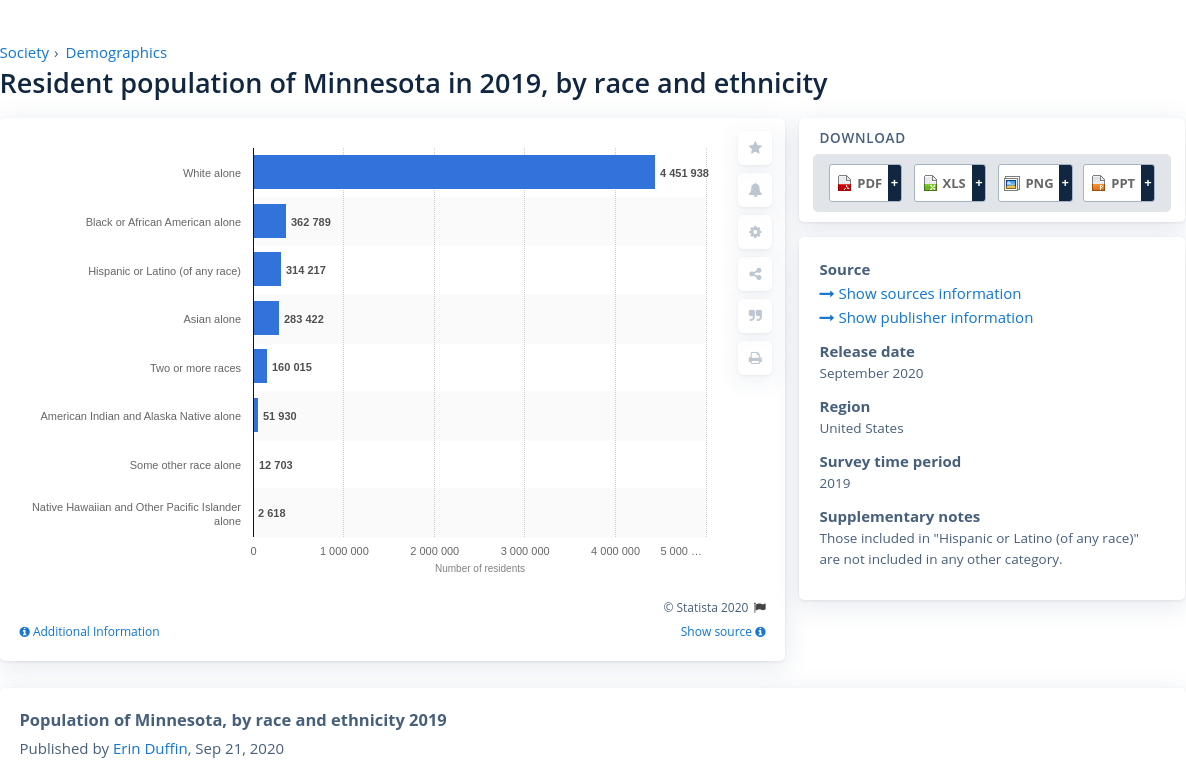 Society › Demographics
Resident population of Minnesota in 2019, by race and ethnicity
White alone
4 451 938
Black or African American alone
362 789
Hispanic or Latino (of any race)
314 217
Asian alone
283 422
Two or more races
160 015
American Indian and Alaska Native alone
51 930
Some other race alone
12 703
Native Hawaiian and Other Pacific Islander
alone
2 618
0 1 000 000 2 000 000 3 000 000 4 000 000 5 000 …
Number of residents
© Statista 2020
Additional Information
Show source
DOWNLOAD
PDF + XLS + PNG + PPT +
Source
Show sources information
Show publisher information
Release date
September 2020
Region
United States
Survey time period
2019
Supplementary notes
Those included in "Hispanic or Latino (of any race)"
are not included in any other category.
Population of Minnesota, by race and ethnicity 2019
Published by Erin Duffin, Sep 21, 2020